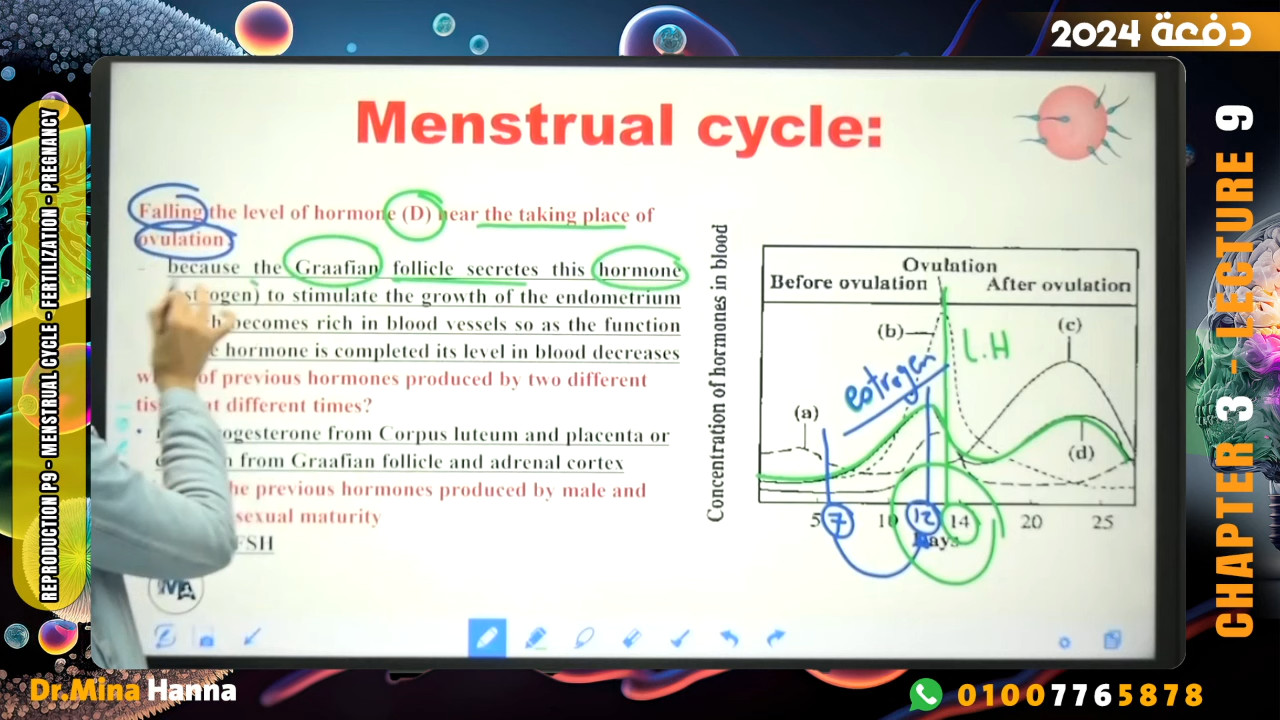 دفعة 2024
REPRODUCTION P9 - MENSTRUAL CYCLE - FERTILIZATION - PREGNANCY
Menstrual cycle:
Falling the level of hormone (D) near the taking place of
ovulation
because the Graafian follicle secretes this hormone
to stimulate the growth of the endometrium
becomes rich in blood vessels so as the function
hormone is completed its level in blood decreases
of previous hormones produced by two different
at different times?
from Corpus luteum and placenta or
from Graafian follicle and adrenal cortex
the previous hormones produced by male and
sexual maturity
FSH
Concentration of hormones in blood
Ovulation
Before ovulation
After ovulation
(b)
L.H
(c)
estrogen
(a)
(d)
5
7
10
12
14
20
25
Days
CHAPTER 3 - LECTURE 9
Dr.Mina Hanna
01007765878